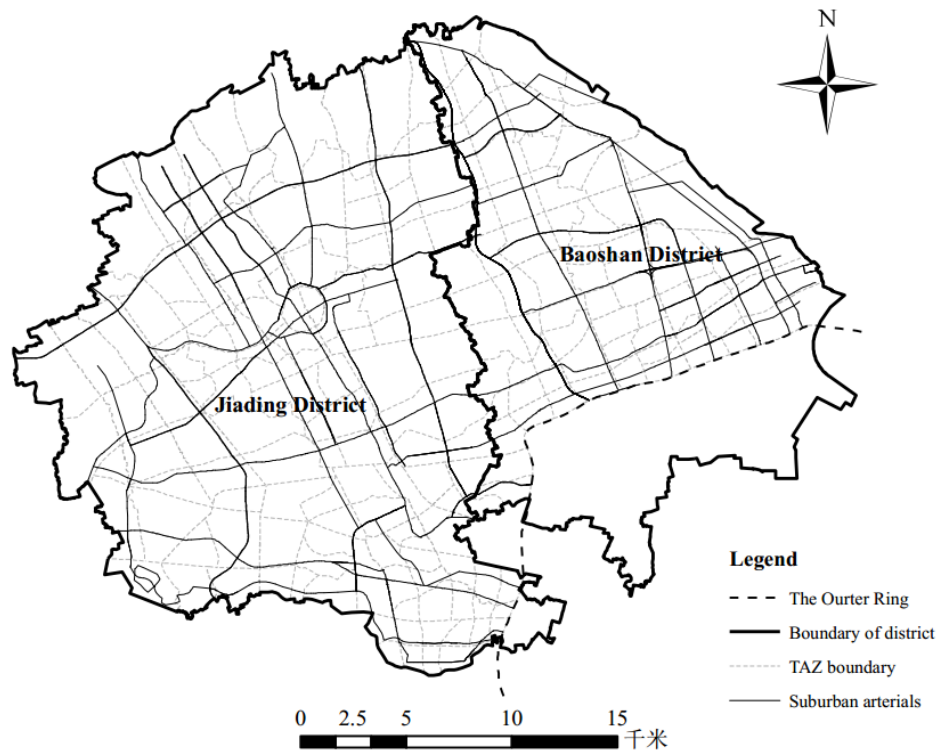 N
Baoshan District
Jiading District
Legend
The Ourter Ring
Boundary of district
TAZ boundary
Suburban arterials
0 2.5 5 10 15
千米